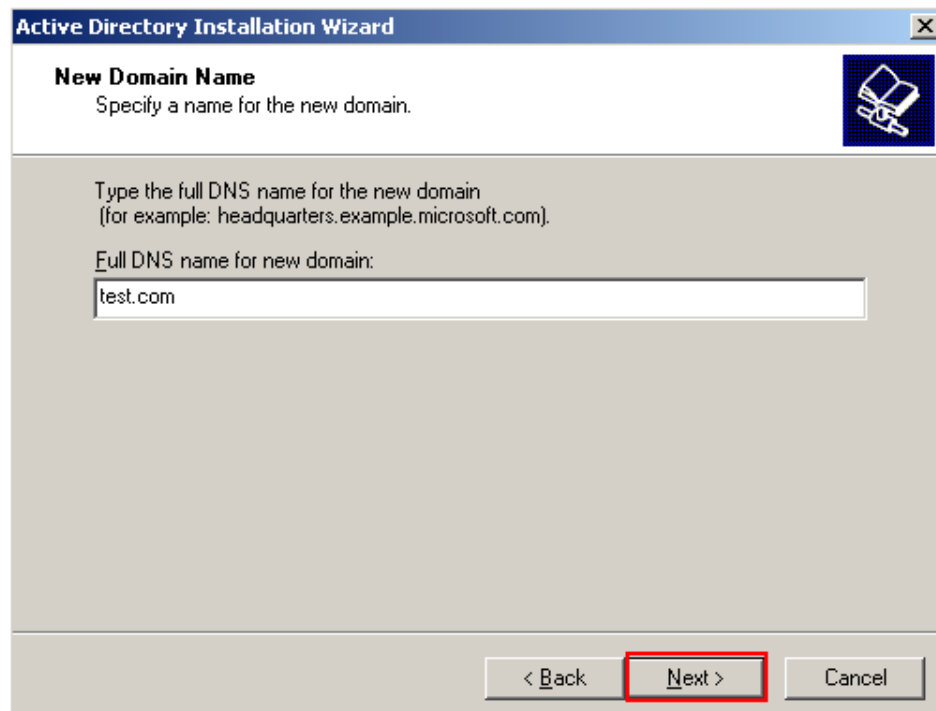 Active Directory Installation Wizard
New Domain Name
Specify a name for the new domain.
Type the full DNS name for the new domain
(for example: headquarters.example.microsoft.com).
Full DNS name for new domain:
test.com
< Back Next > Cancel